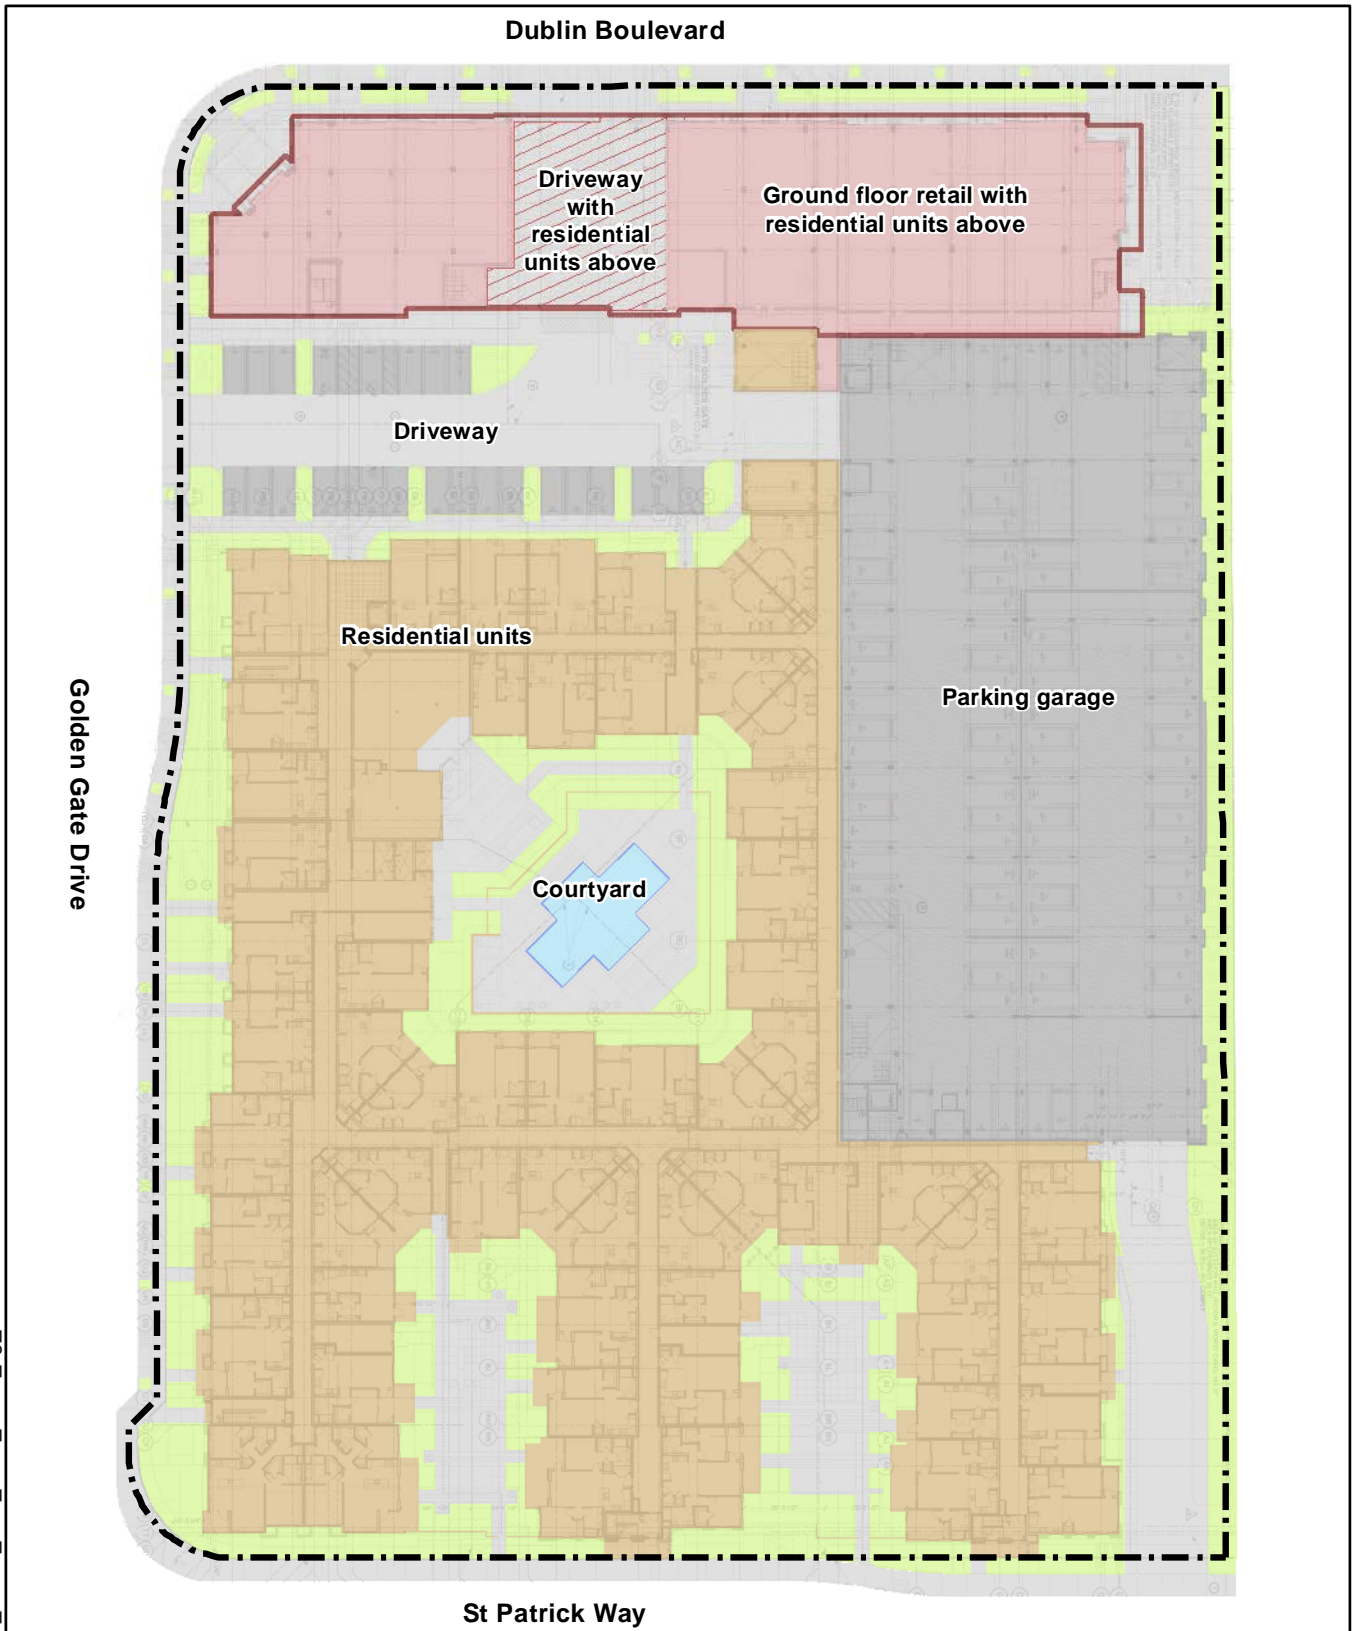 Dublin Boulevard
Driveway
with
residential
units above
Ground floor retail with
residential units above
Driveway
Residential units
Parking garage
Golden Gate Drive
Courtyard
St Patrick Way